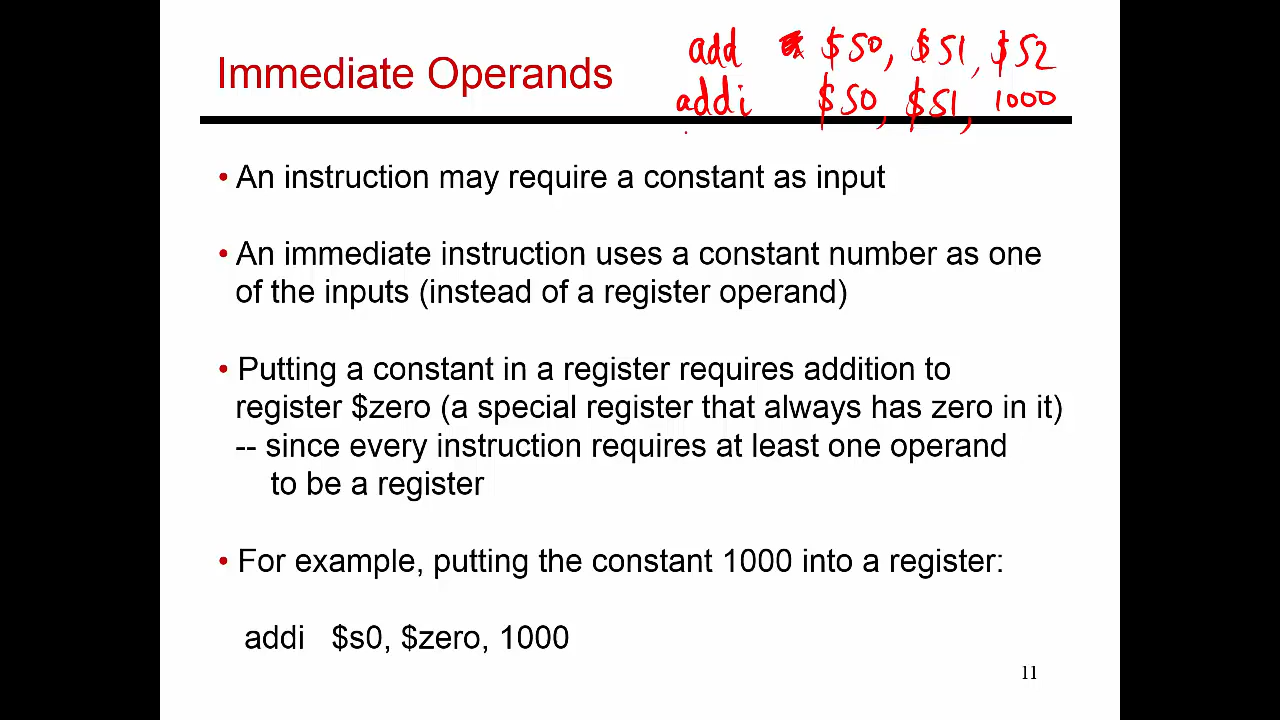 add $s0, $s1, $s2
Immediate Operands
addi $s0, $s1, 1000
• An instruction may require a constant as input
• An immediate instruction uses a constant number as one
of the inputs (instead of a register operand)
• Putting a constant in a register requires addition to
register $zero (a special register that always has zero in it)
-- since every instruction requires at least one operand
to be a register
• For example, putting the constant 1000 into a register:
addi $s0, $zero, 1000
11